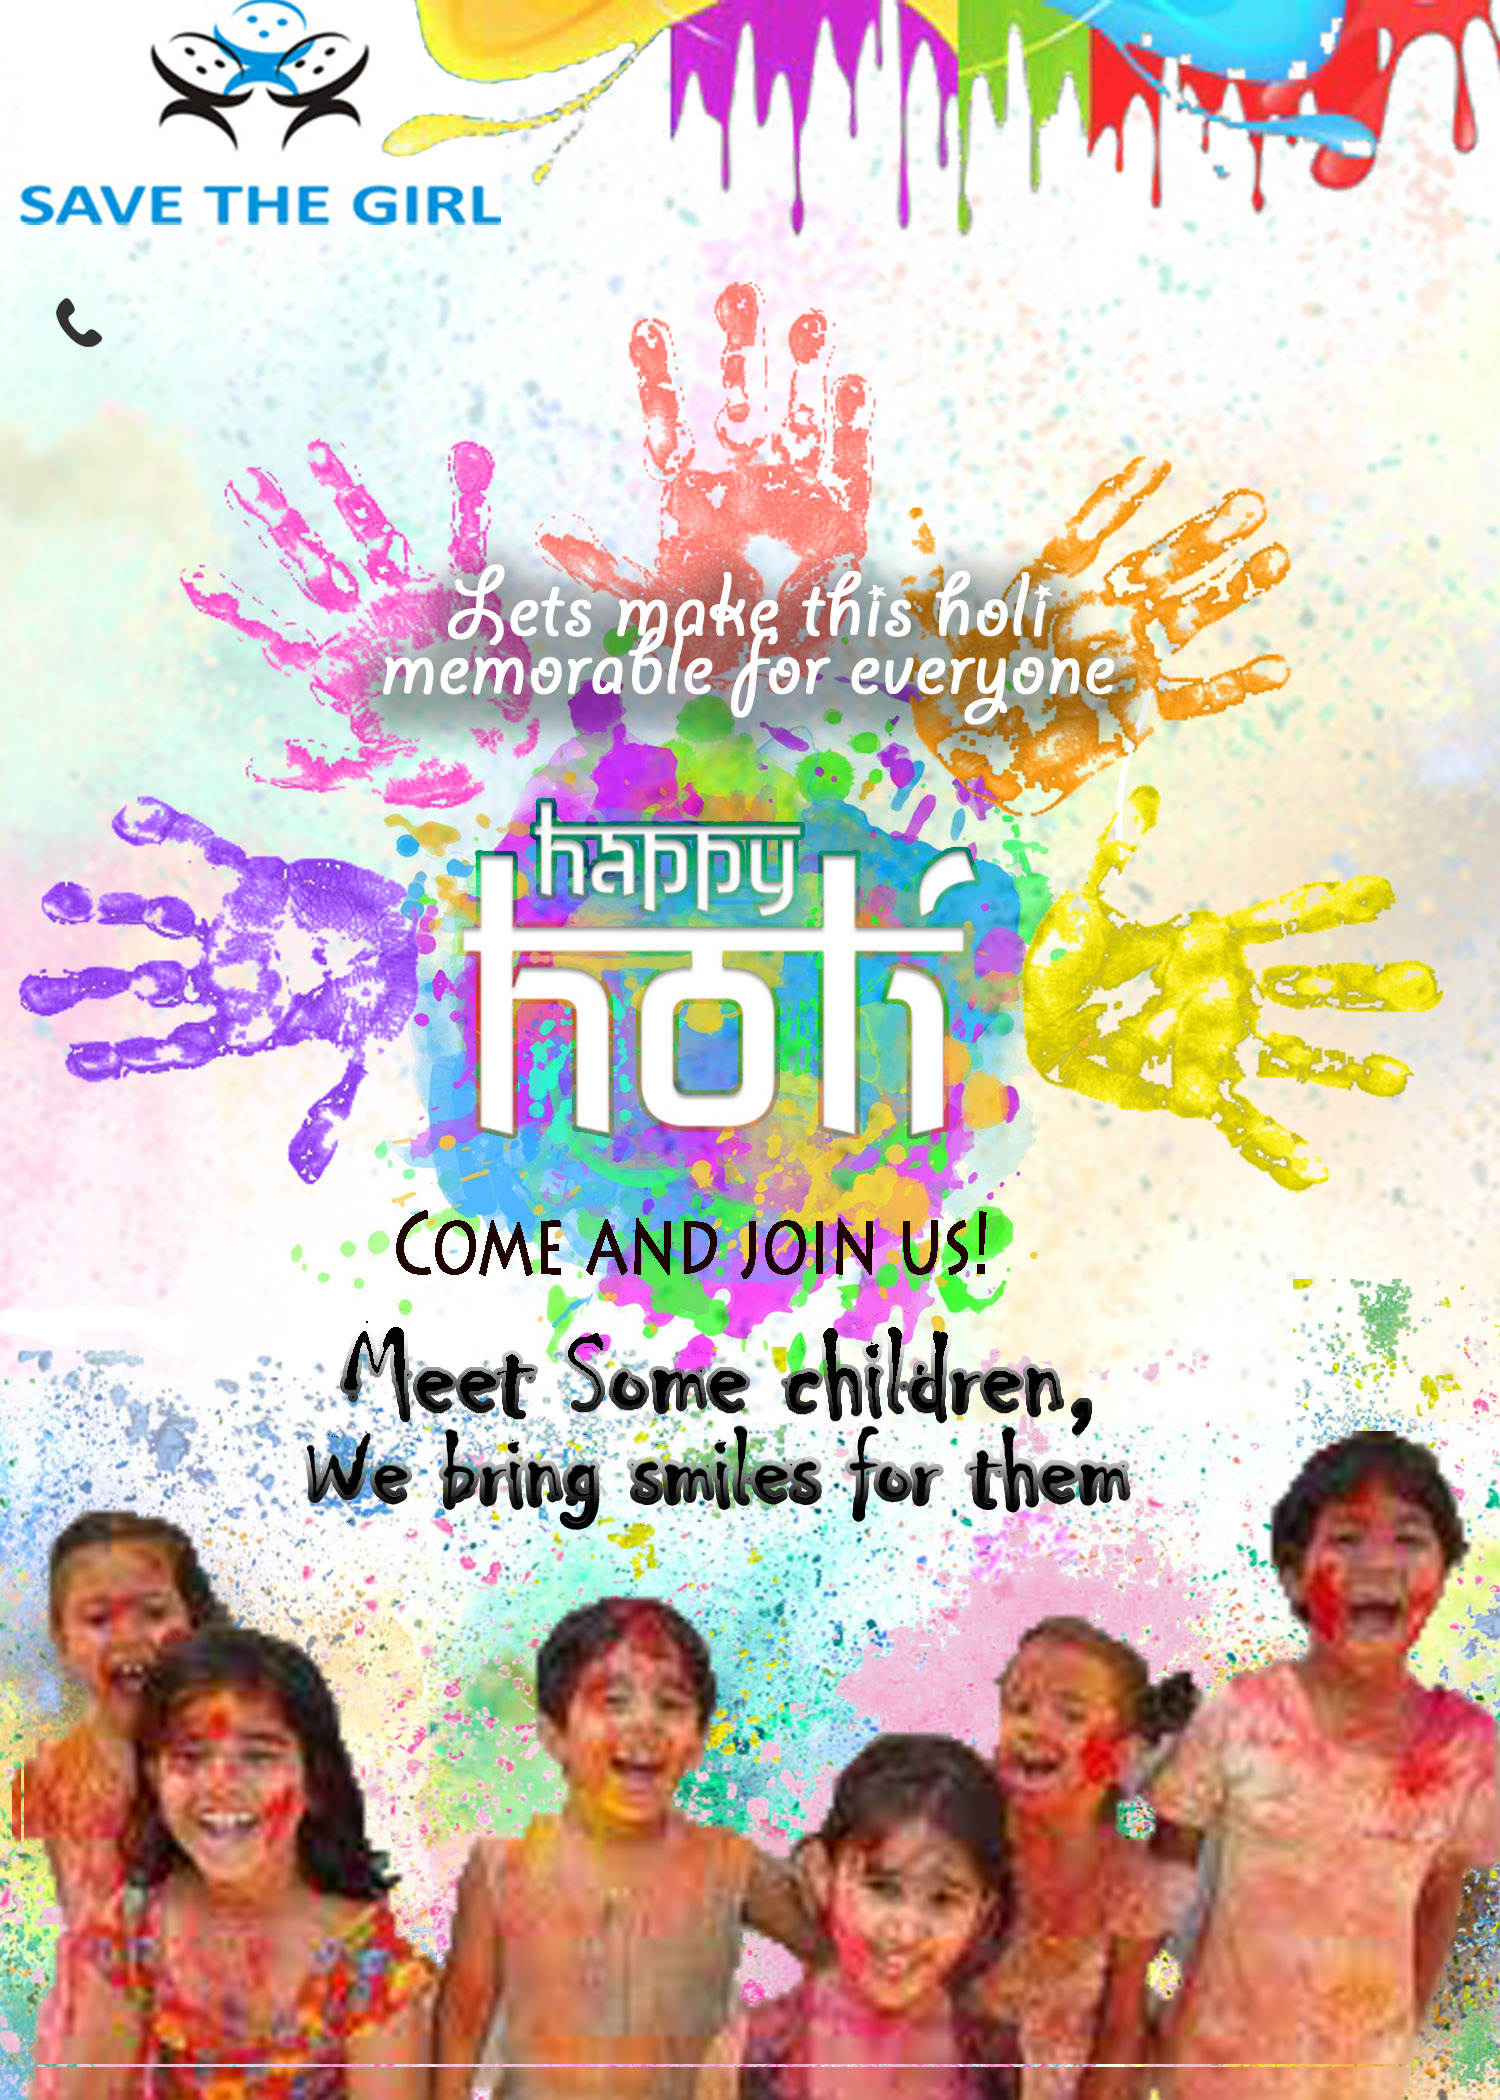 SAVE THE GIRL
Lets make this holi
memorable for everyone
happy
holi
COME AND JOIN US!
Meet Some children,
We bring smiles for them